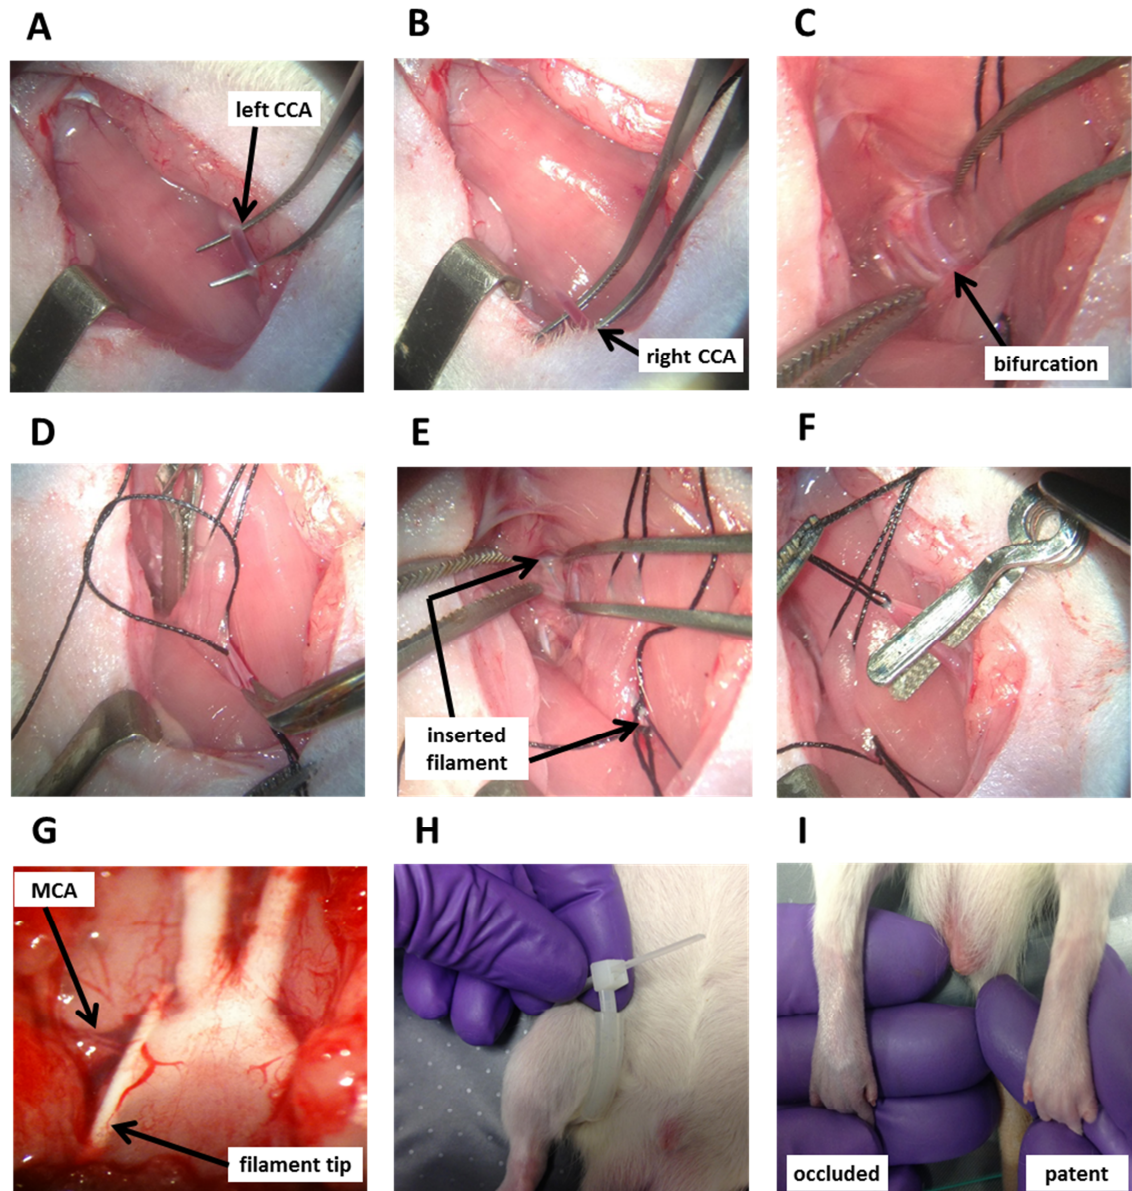 A
B
C
left CCA
right CCA
bifurcation
D
E
F
inserted
filament
G
H
I
MCA
filament tip
occluded
patent